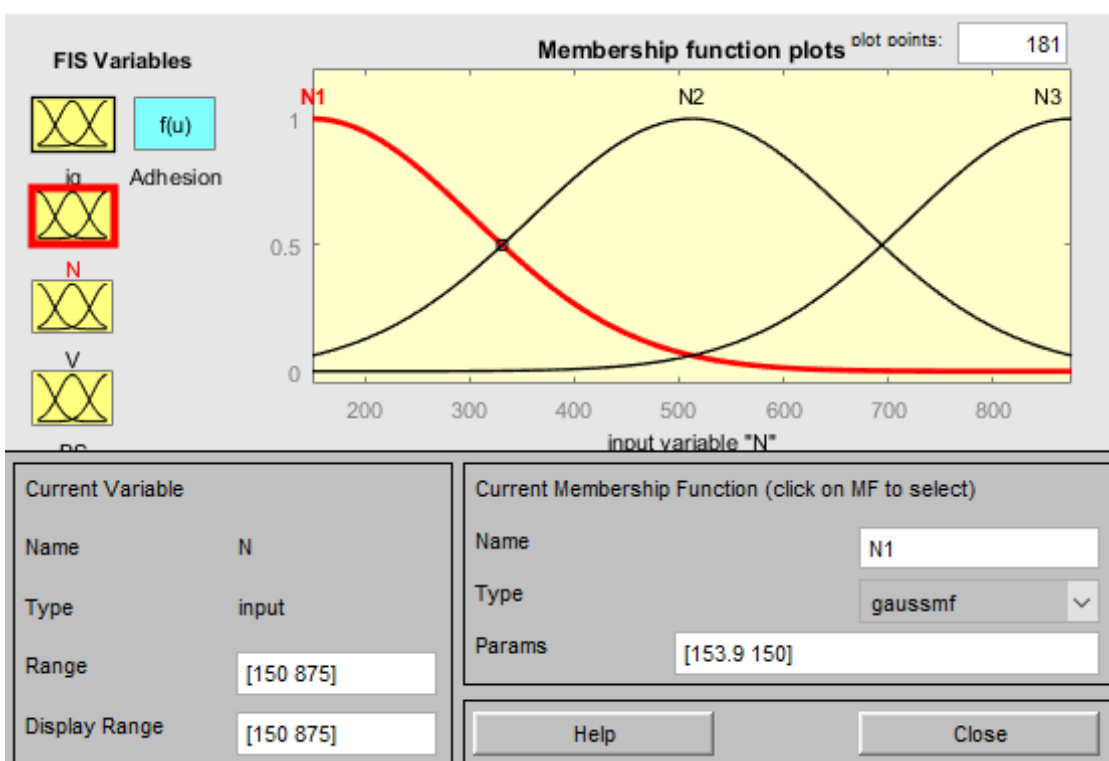 FIS Variables
Membership function plots
plot points:
181
f(u)
Adhesion
N
V
N1
N2
N3
1
0.5
0
200 300 400 500 600 700 800
input variable "N"
Current Variable
Name N
Type input
Range [150 875]
Display Range [150 875]
Current Membership Function (click on MF to select)
Name N1
Type gaussmf
Params [153.9 150]
Help
Close